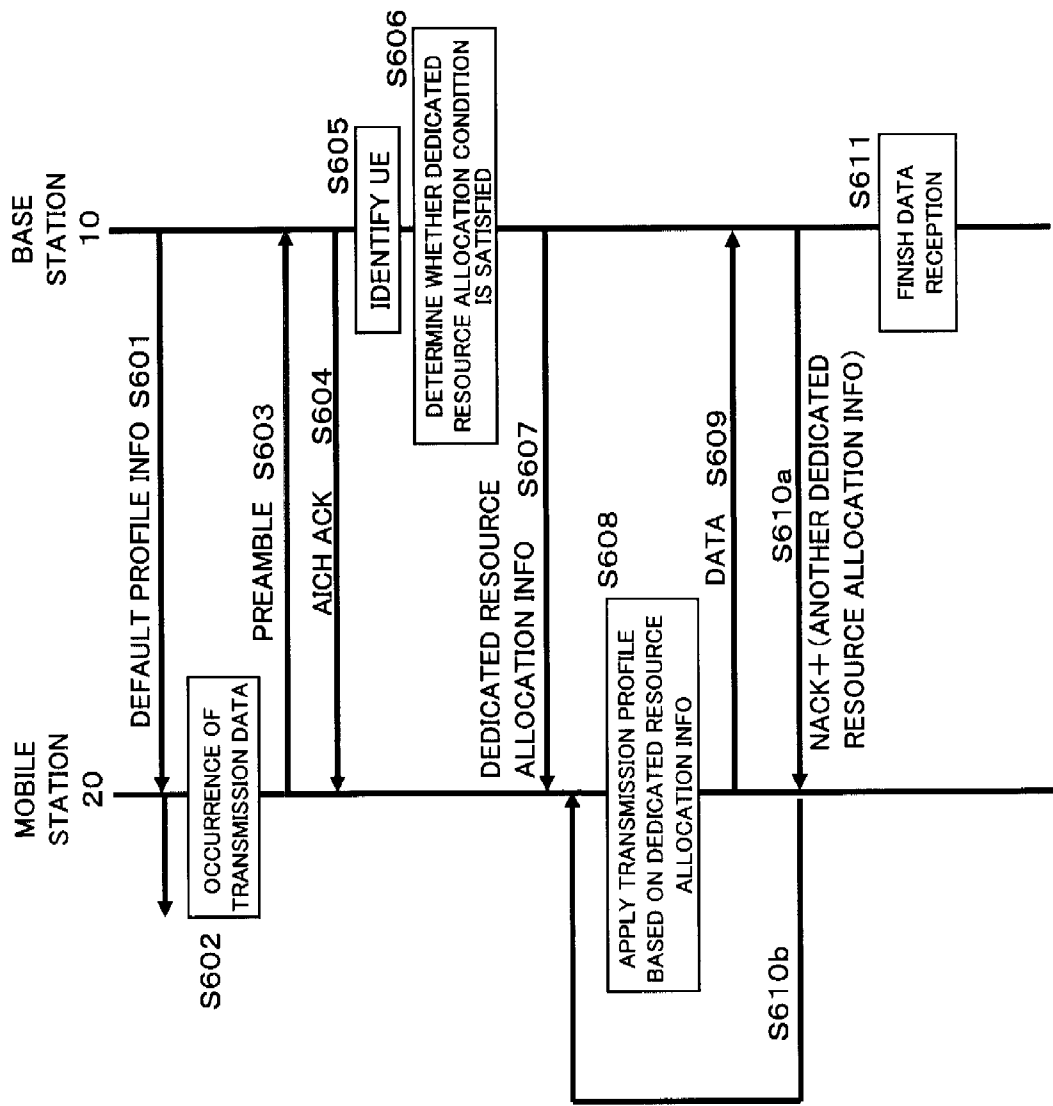 MOBILE
STATION
20
BASE
STATION
10
DEFAULT PROFILE INFO S601
S602
OCCURRENCE OF
TRANSMISSION DATA
PREAMBLE S603
AICH ACK S604
S605
IDENTIFY UE
S606
DETERMINE WHETHER DEDICATED
RESOURCE ALLOCATION CONDITION
IS SATISFIED
DEDICATED RESOURCE
ALLOCATION INFO S607
S608
APPLY TRANSMISSION PROFILE
BASED ON DEDICATED RESOURCE
ALLOCATION INFO
DATA S609
S610a
NACK+(ANOTHER DEDICATED
RESOURCE ALLOCATION INFO)
S610b
S611
FINISH DATA
RECEPTION